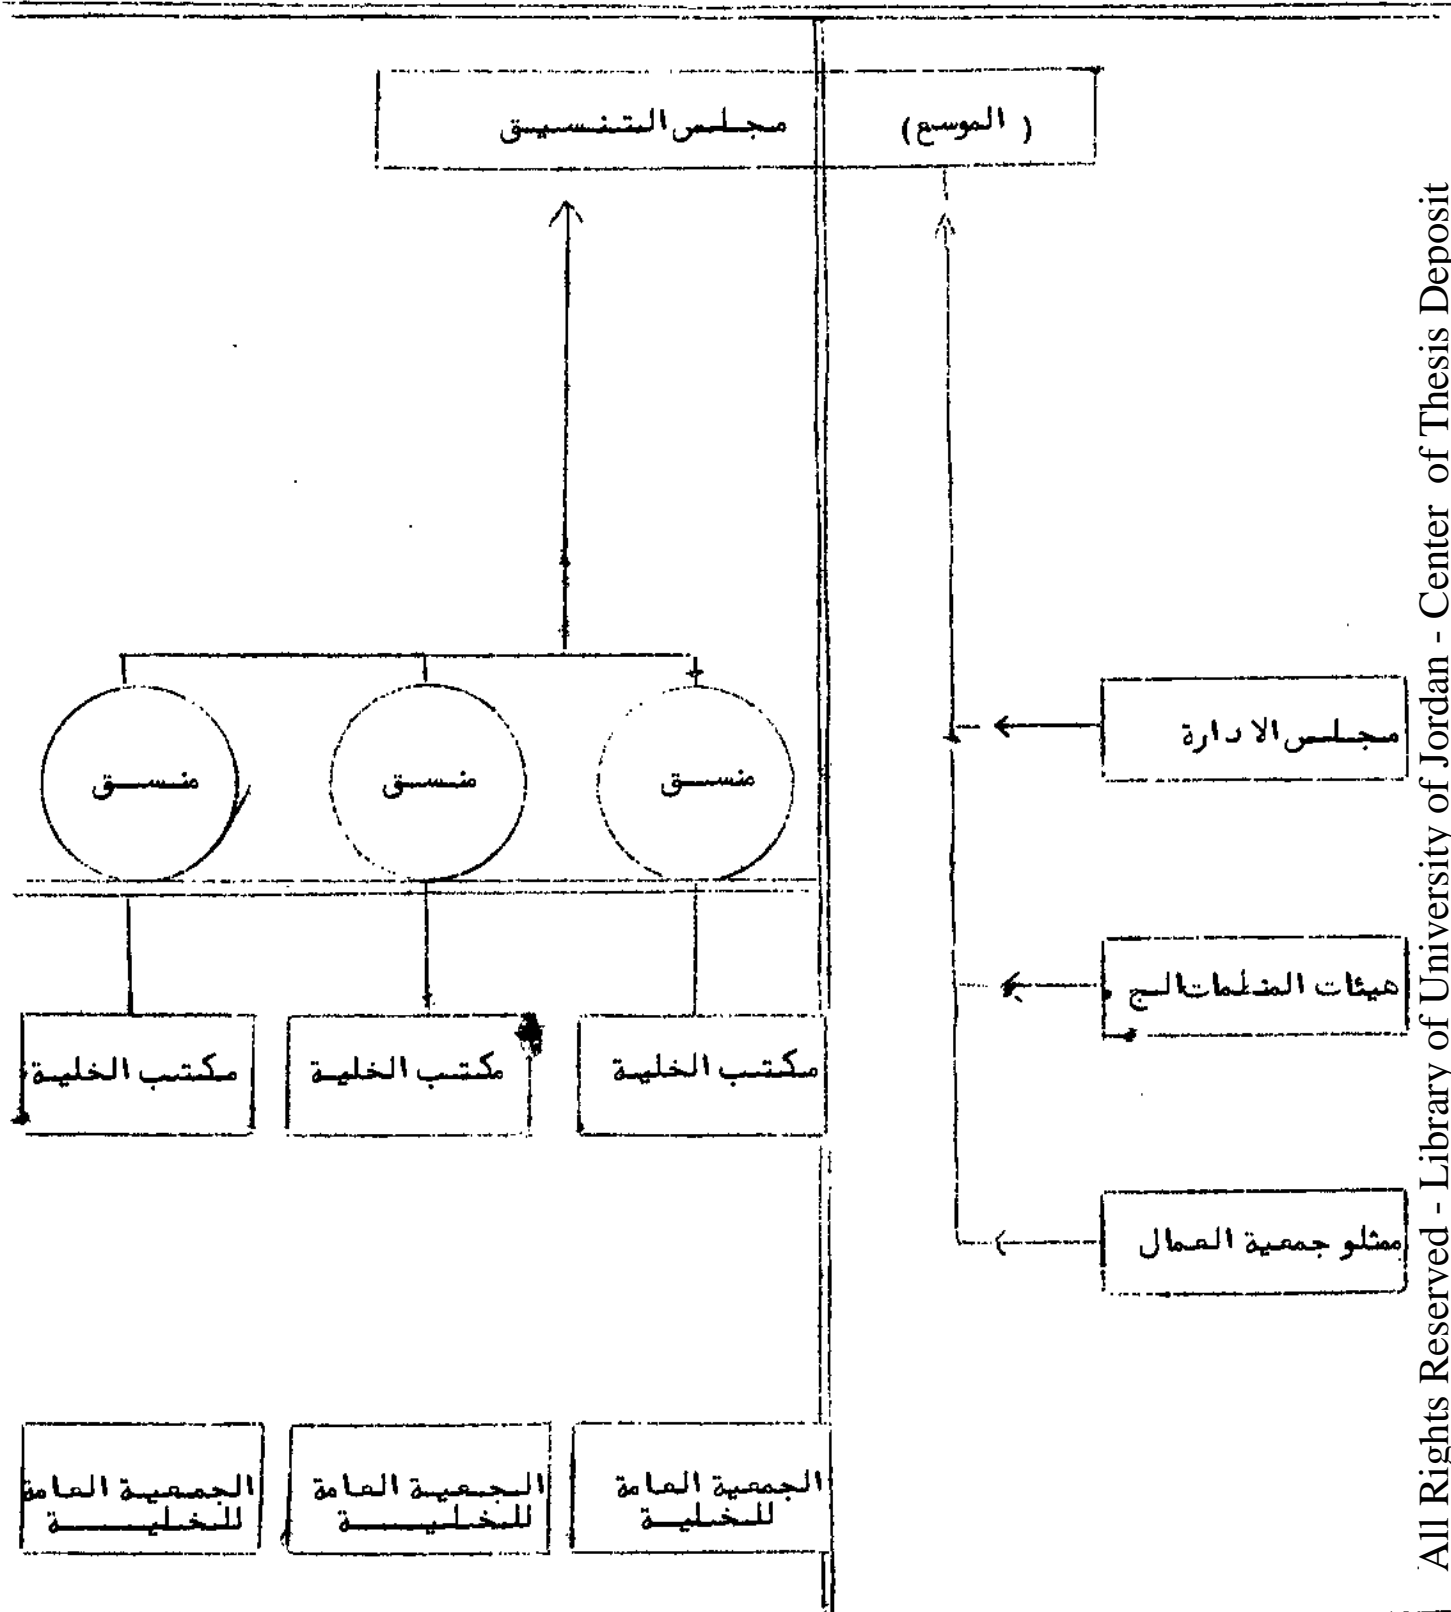 ( الموسع) مجلس التنسيق
مجلس الادارة
منسق
منسق
منسق
هيئات المنظمات الج
مكتب الخلية
مكتب الخلية
مكتب الخلية
ممثلو جمعية العمال
الجمعية العامة
للخلية
الجمعية العامة
للخلية
الجمعية العامة
للخلية
All Rights Reserved - Library of University of Jordan - Center of Thesis Deposit